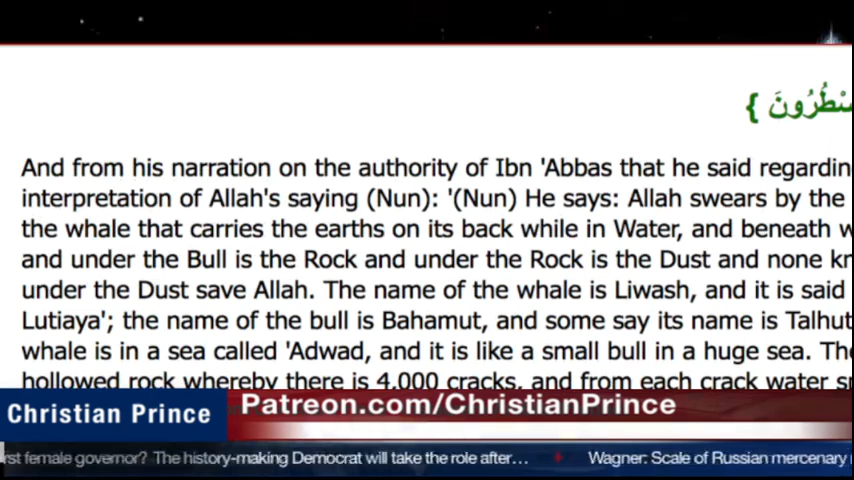 سْطُرُونَ }
And from his narration on the authority of Ibn 'Abbas that he said
interpretation of Allah's saying (Nun): '(Nun) He says: Allah swears by the
the whale that carries the earths on its back while in Water, and beneath
and under the Bull is the Rock and under the Rock is the Dust and none
under the Dust save Allah. The name of the whale is Liwash, and it is said
Lutiaya'; the name of the bull is Bahamut, and some say its name is Talhut
whale is in a sea called 'Adwad, and it is like a small bull in a huge sea.
hollowed rock whereby there is 4,000 cracks, and from each crack water
Christian Prince
Patreon.com/ChristianPrince
female governor? The history-making Democrat will take the role after...
Wagner: Scale of Russian mercenary